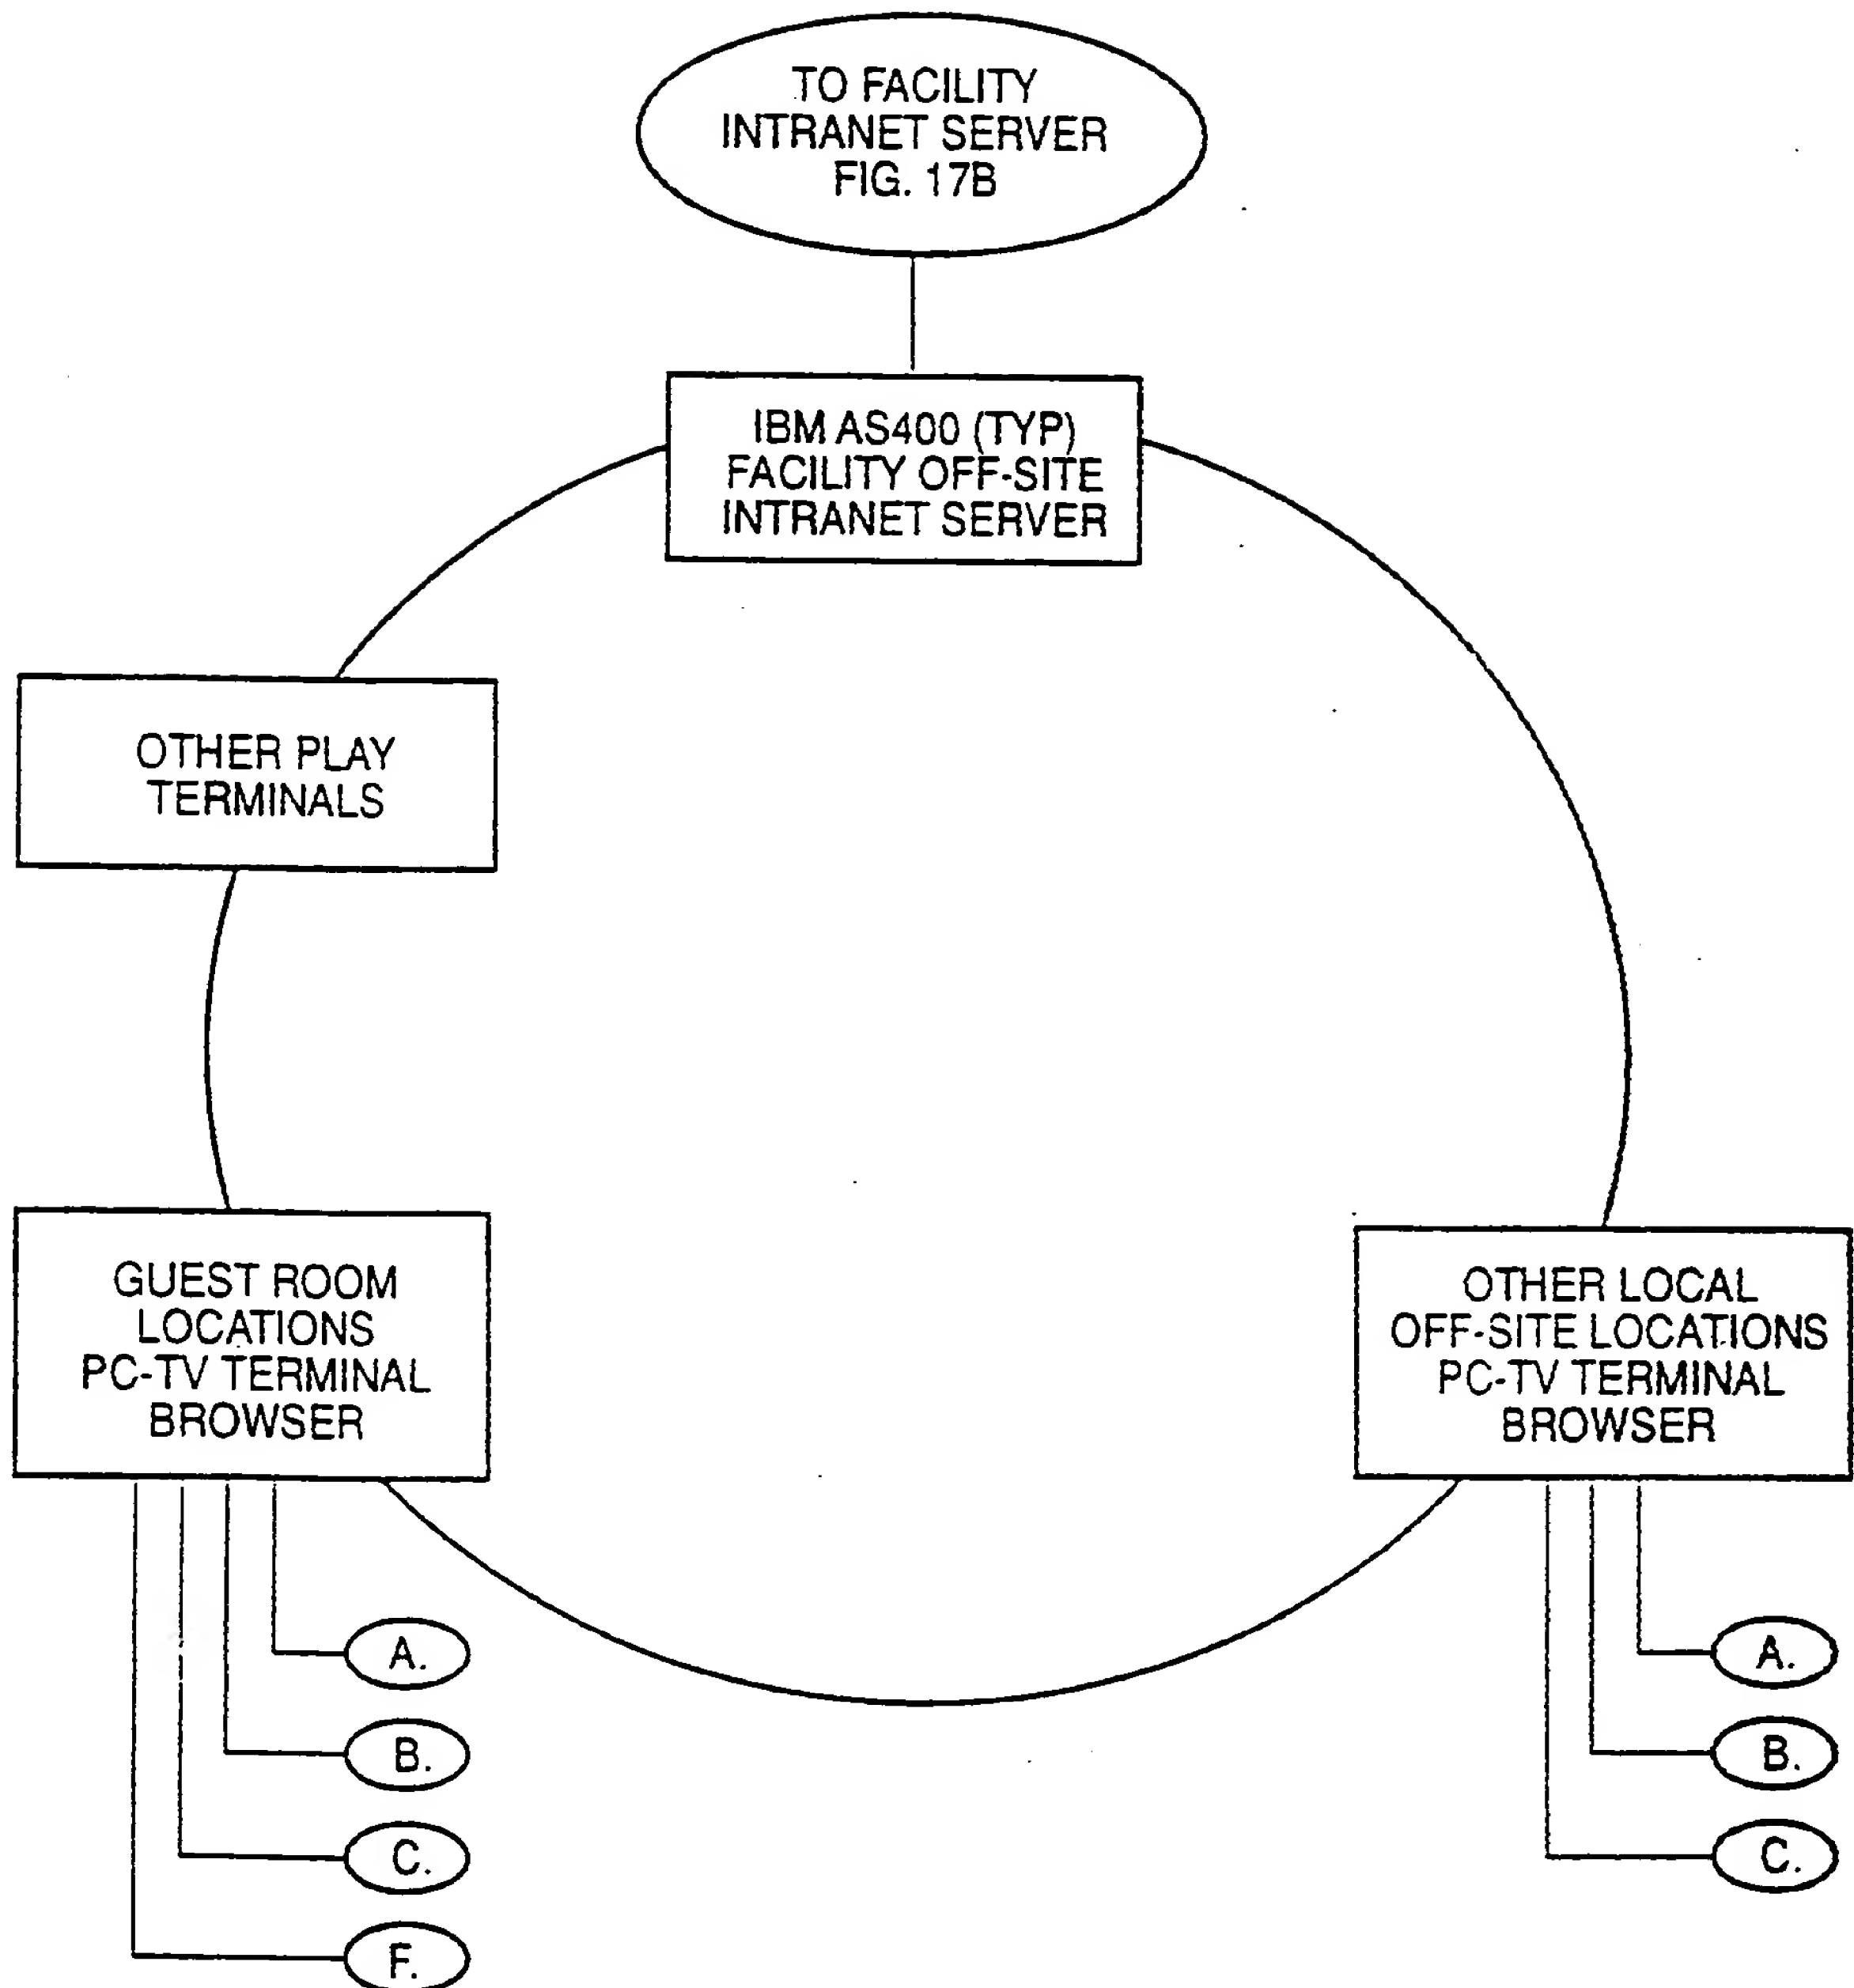 TO FACILITY
INTRANET SERVER
FIG. 17B
IBM AS400 (TYP)
FACILITY OFF-SITE
INTRANET SERVER
OTHER PLAY
TERMINALS
GUEST ROOM
LOCATIONS
PC-TV TERMINAL
BROWSER
OTHER LOCAL
OFF-SITE LOCATIONS
PC-TV TERMINAL
BROWSER
A.
B.
C.
F.
A.
B.
C.